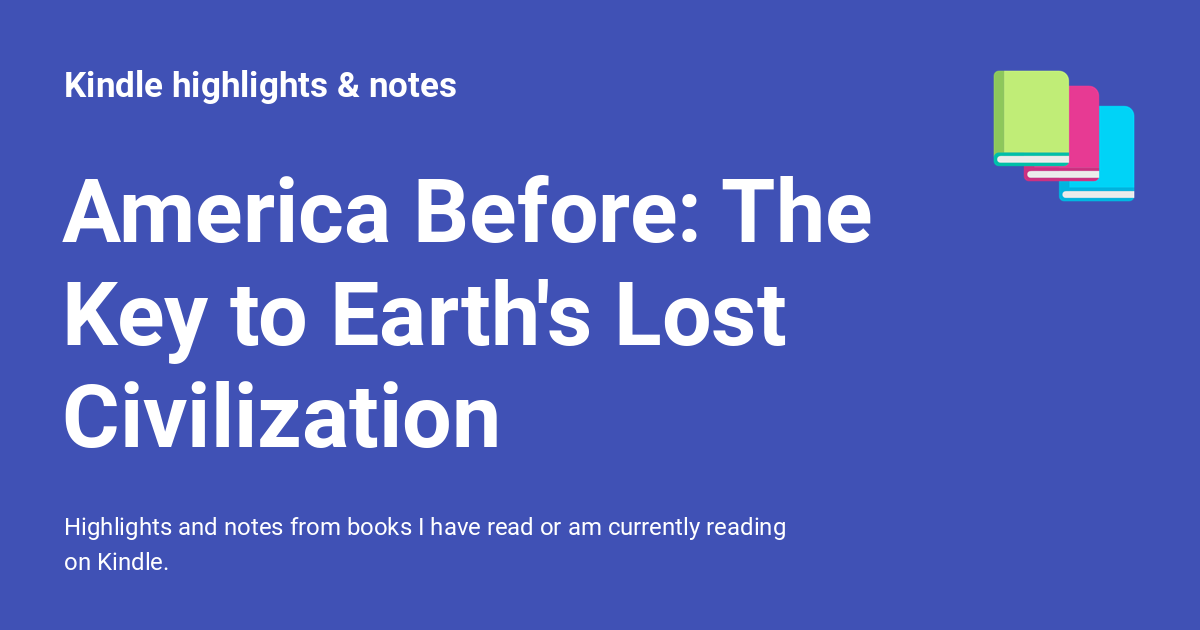 Kindle highlights & notes
America Before: The
Key to Earth's Lost
Civilization
Highlights and notes from books I have read or am currently reading
on Kindle.